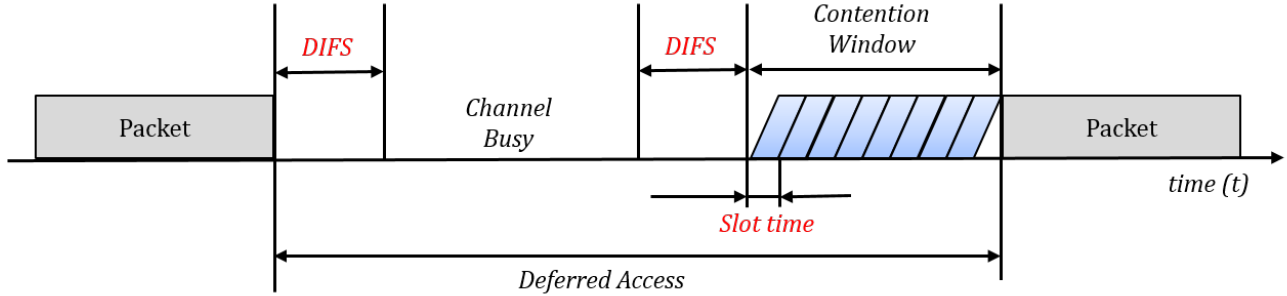 DIFS
DIFS
Contention
Window
Packet
Channel
Busy
Packet
time (t)
Slot time
Deferred Access